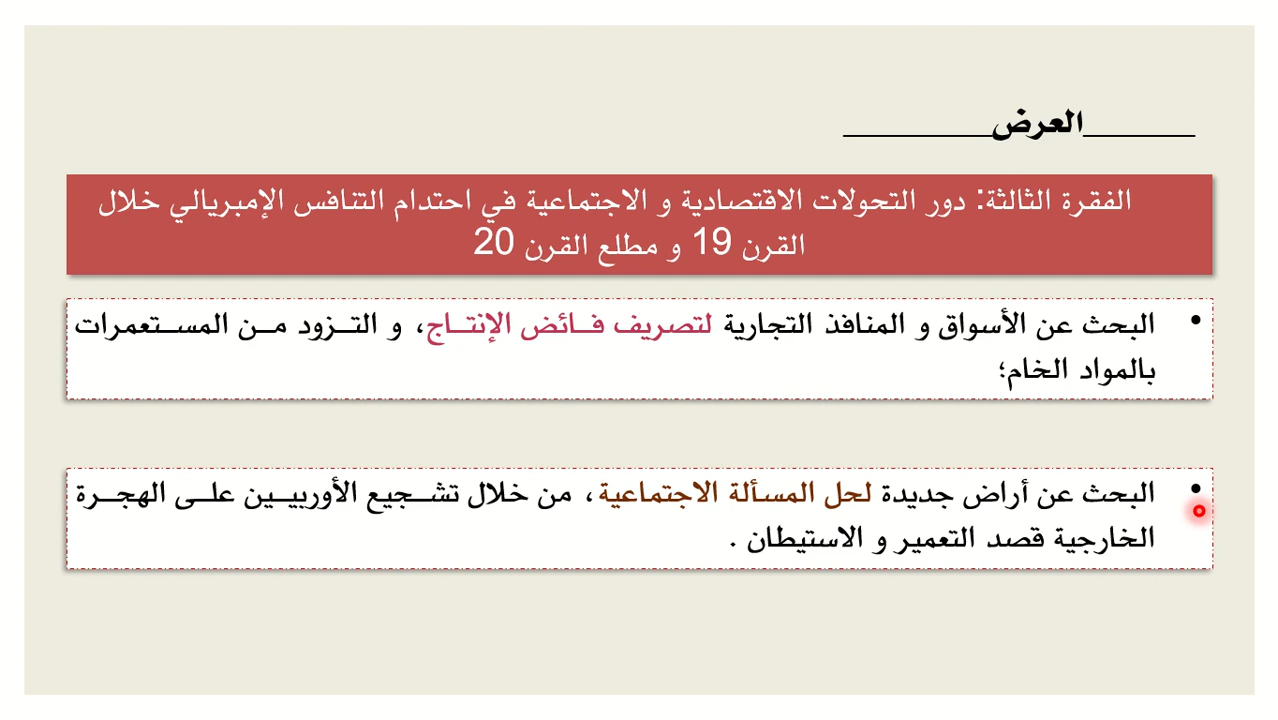 العرض
الفقرة الثالثة: دور التحولات الاقتصادية و الاجتماعية في احتدام التنافس الإمبريالي خلال
القرن 19 و مطلع القرن 20
• البحث عن الأسواق و المنافذ التجارية لتصريف فائض الإنتاج، و التزود من المستعمرات
بالمواد الخام؛
• البحث عن أراض جديدة لحل المسألة الاجتماعية، من خلال تشجيع الأوربيين على الهجرة
الخارجية قصد التعمير و الاستيطان .